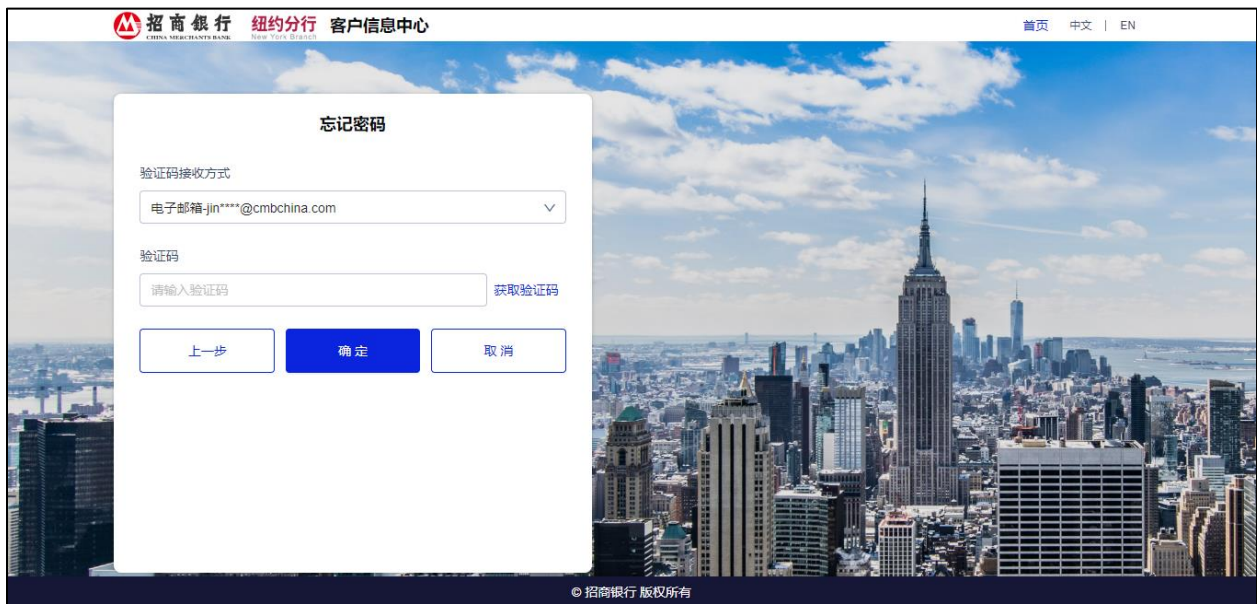 招商银行 纽约分行 客户信息中心 首页 中文 | EN
CHINA MERCHANTS BANK New York Branch
忘记密码
验证码接收方式
电子邮箱-jin****@cmbchina.com
验证码
请输入验证码 获取验证码
上一步 确定 取消
© 招商银行 版权所有